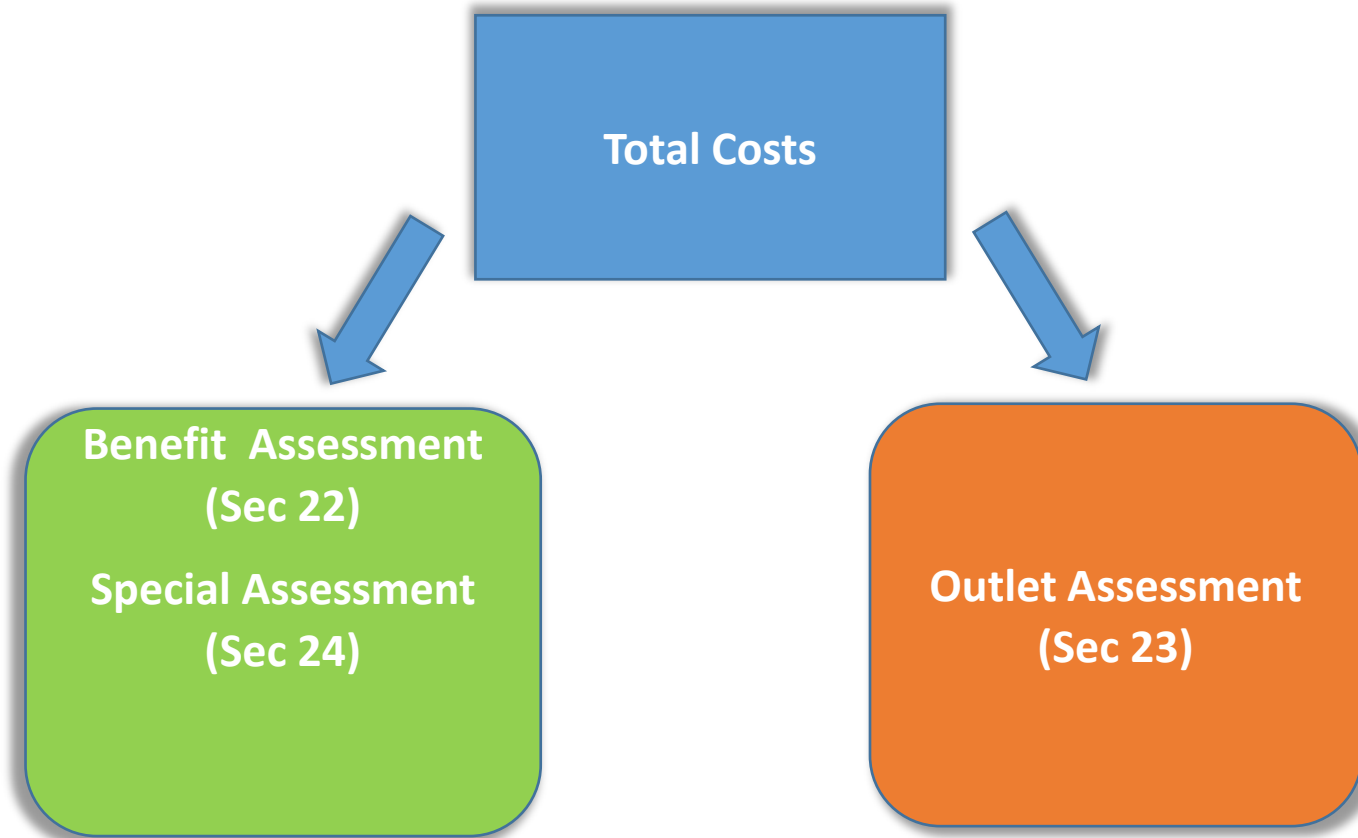 Total Costs
Benefit  Assessment
(Sec 22)
Special Assessment
(Sec 24)
Outlet Assessment
(Sec 23)